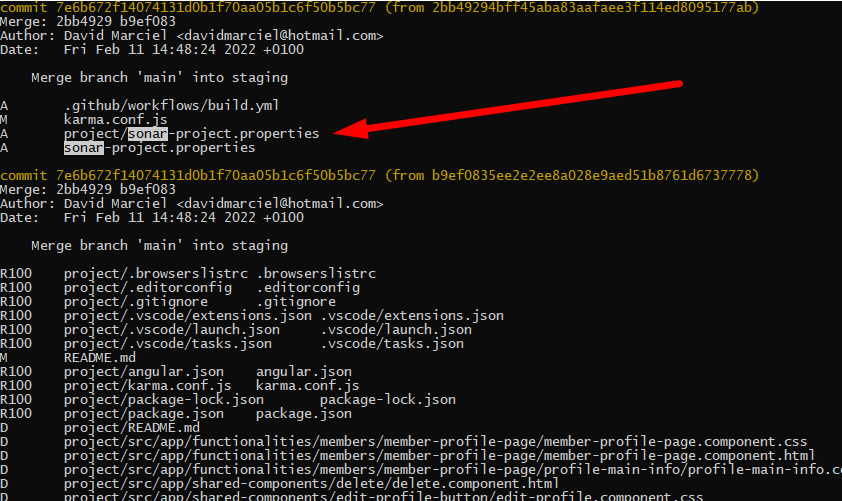 commit 7e6b672f14074131d0b1f70aa05b1c6f50b5bc77 (from 2bb49294bff45aba83aafaee3f114ed8095177ab)
Merge: 2bb4929 b9ef083
Author: David Marciel <davidmarciel@hotmail.com>
Date:   Fri Feb 11 14:48:24 2022 +0100
    Merge branch 'main' into staging
A       .github/workflows/build.yml
M       karma.conf.js
A       project/sonar-project.properties
A       sonar-project.properties
commit 7e6b672f14074131d0b1f70aa05b1c6f50b5bc77 (from b9ef0835ee2e2ee8a028e9aed51b8761d6737778)
Merge: 2bb4929 b9ef083
Author: David Marciel <davidmarciel@hotmail.com>
Date:   Fri Feb 11 14:48:24 2022 +0100
    Merge branch 'main' into staging
R100    project/.browserslistrc .browserslistrc
R100    project/.editorconfig   .editorconfig
R100    project/.gitignore      .gitignore
R100    project/.vscode/extensions.json .vscode/extensions.json
R100    project/.vscode/launch.json     .vscode/launch.json
R100    project/.vscode/tasks.json      .vscode/tasks.json
M       README.md
R100    project/angular.json    angular.json
R100    project/karma.conf.js   karma.conf.js
R100    project/package-lock.json       package-lock.json
R100    project/package.json    package.json
D       project/README.md
D       project/src/app/functionalities/members/member-profile-page/member-profile-page.component.css
D       project/src/app/functionalities/members/member-profile-page/member-profile-page.component.html
D       project/src/app/functionalities/members/member-profile-page/profile-main-info/profile-main-info.co
D       project/src/app/shared-components/delete/delete.component.html
D       project/src/app/shared-components/edit-profile-button/edit-profile.component.css